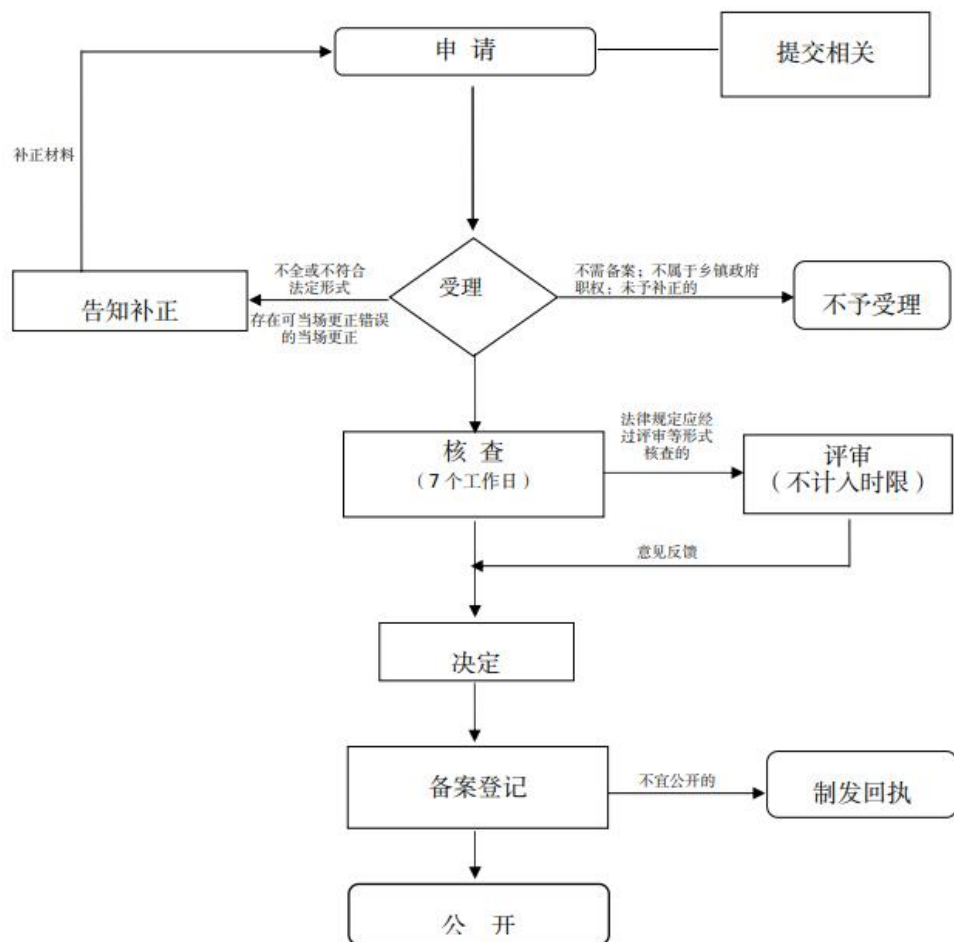 申 请
提交相关
补正材料
不全或不符合
法定形式
受理
不需备案；不属于乡镇政府
职权；未予补正的
告知补正
存在可当场更正错误
的当场更正
不予受理
核 查
（7 个工作日）
法律规定应经
过评审等形式
核查的
评审
（不计入时限）
意见反馈
决定
备案登记
不宜公开的
制发回执
公 开